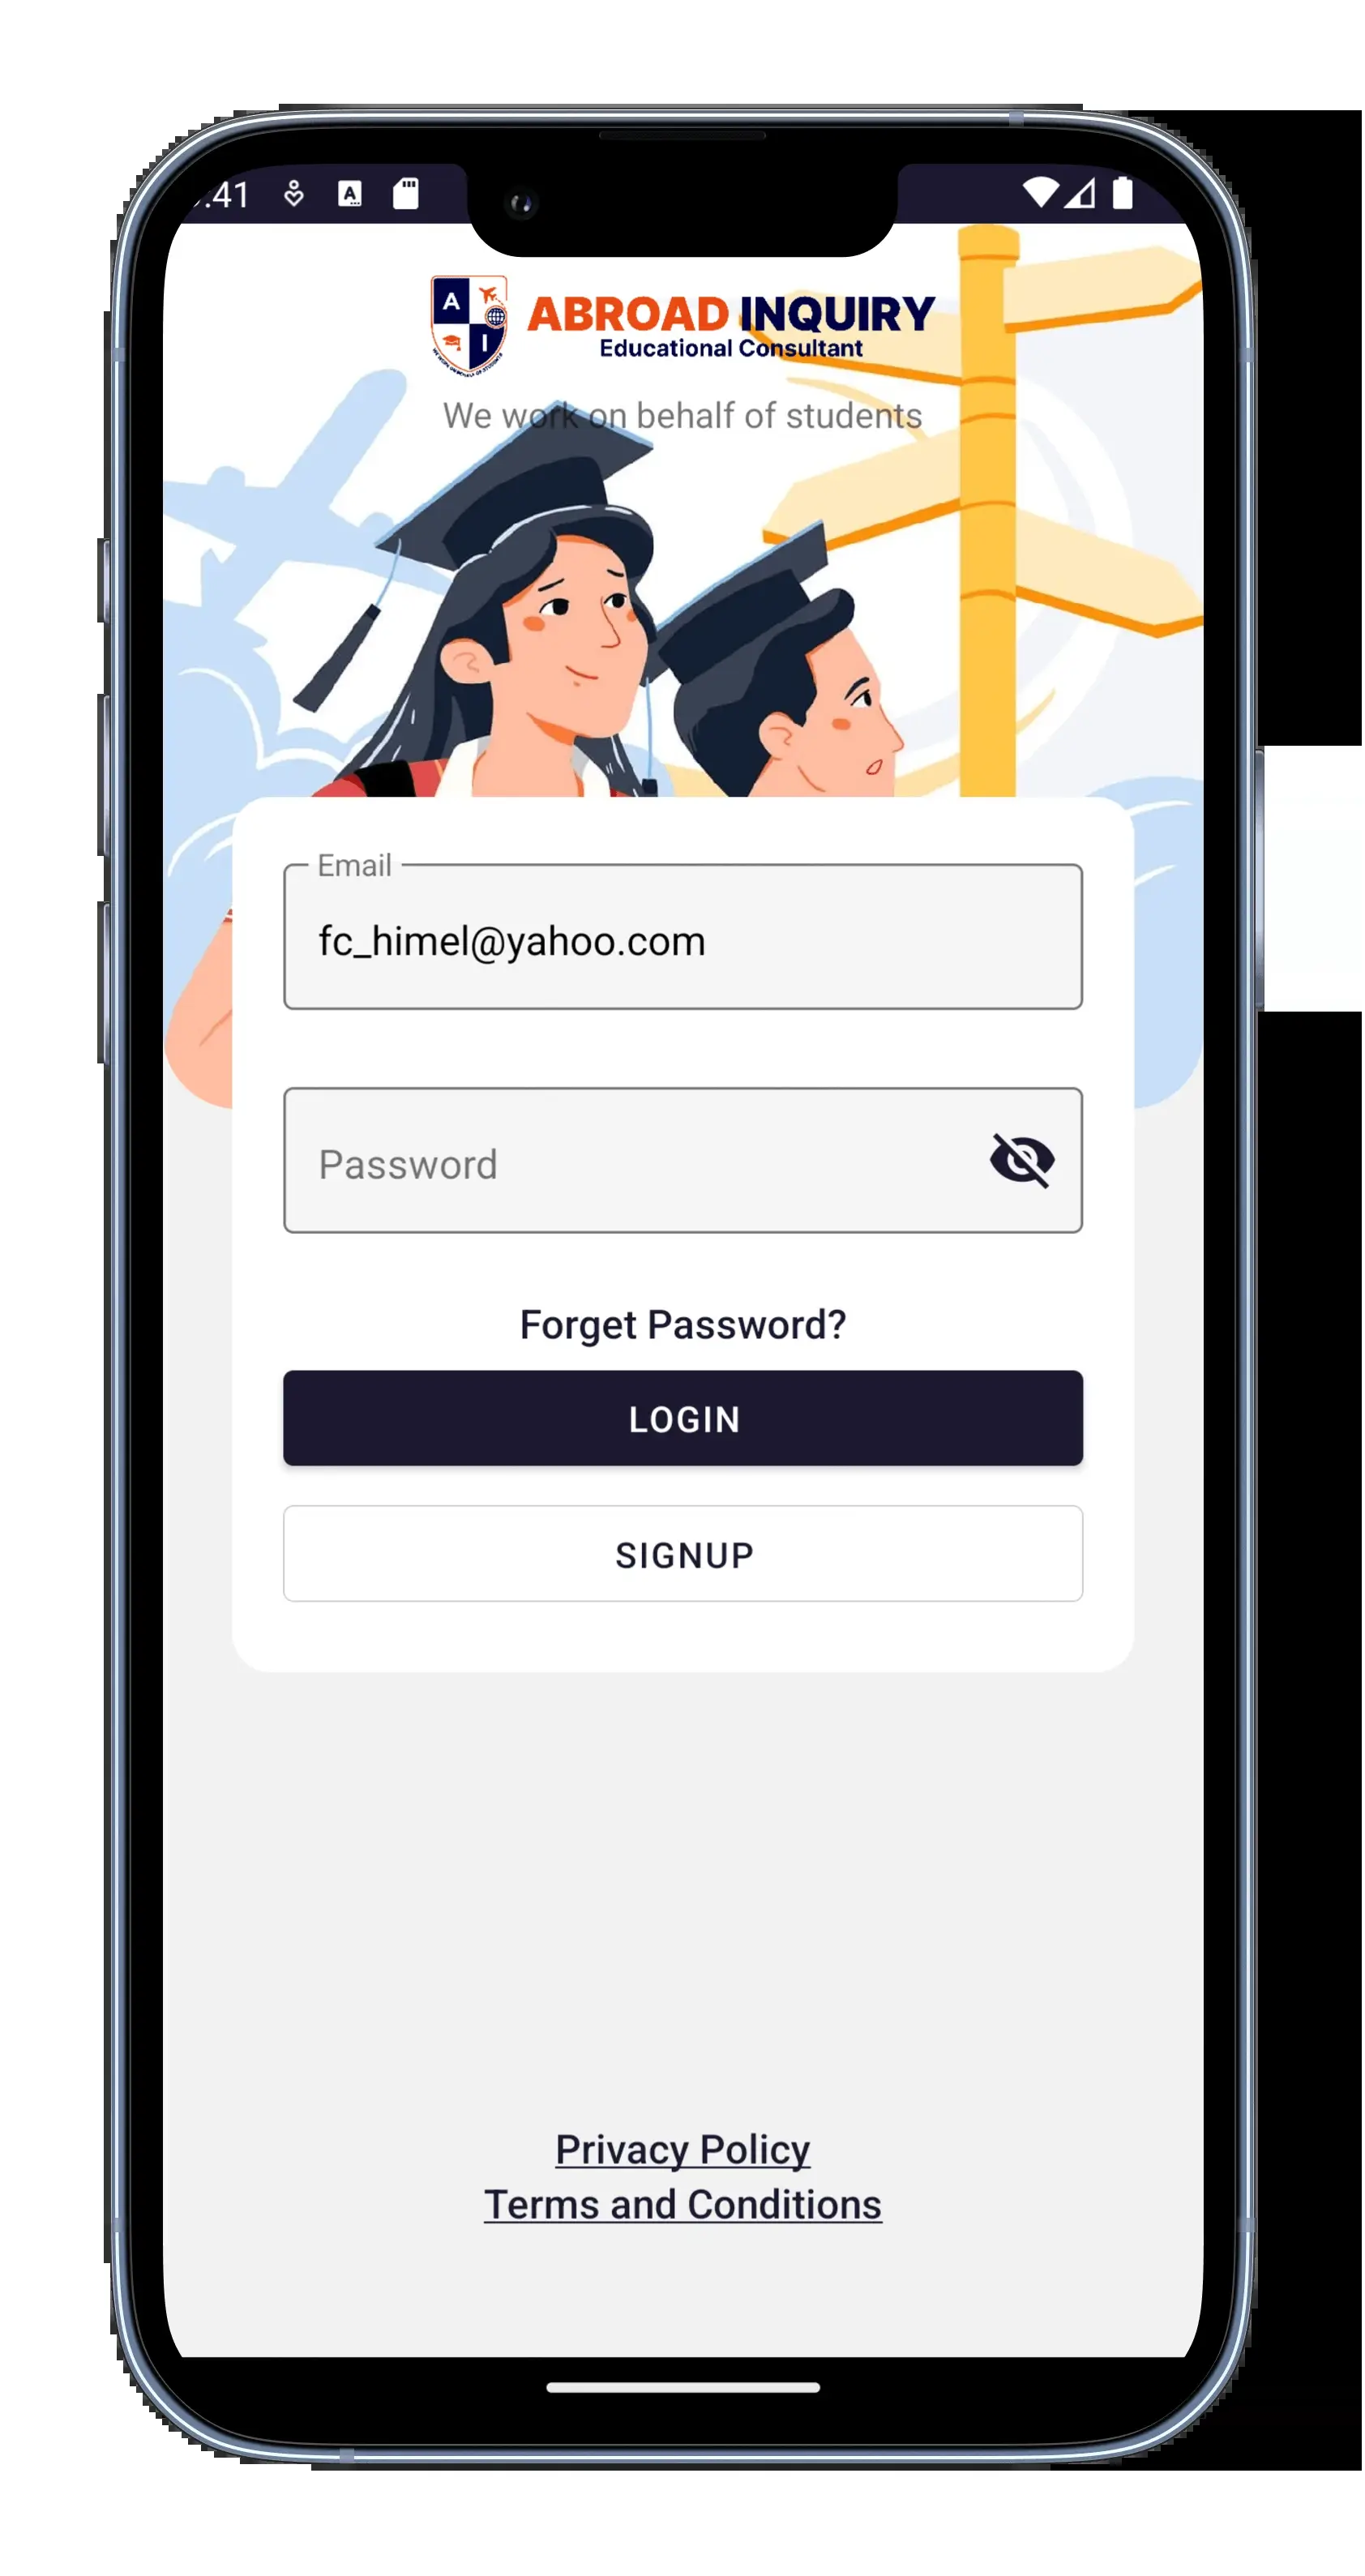 :41
A
A
I
ABROAD INQUIRY
Educational Consultant
We work on behalf of students
Email
fc_himel@yahoo.com
Password
Forget Password?
LOGIN
SIGNUP
Privacy Policy
Terms and Conditions